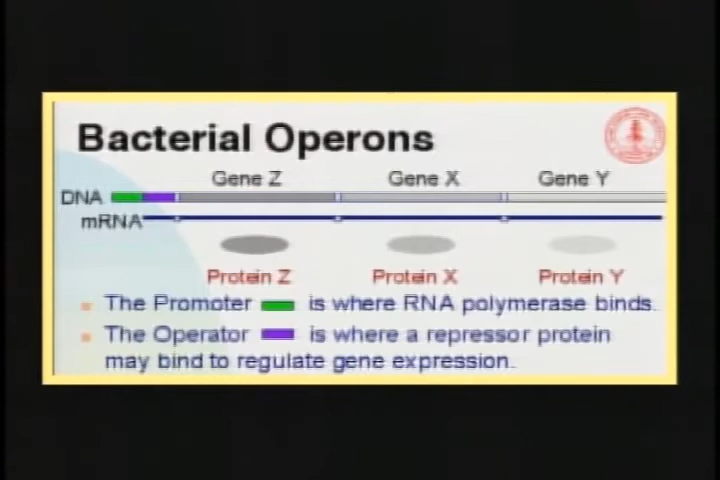 Bacterial Operons
Gene Z Gene X Gene Y
DNA
mRNA
Protein Z Protein X Protein Y
The Promoter is where RNA polymerase binds.
The Operator is where a repressor protein
may bind to regulate gene expression.